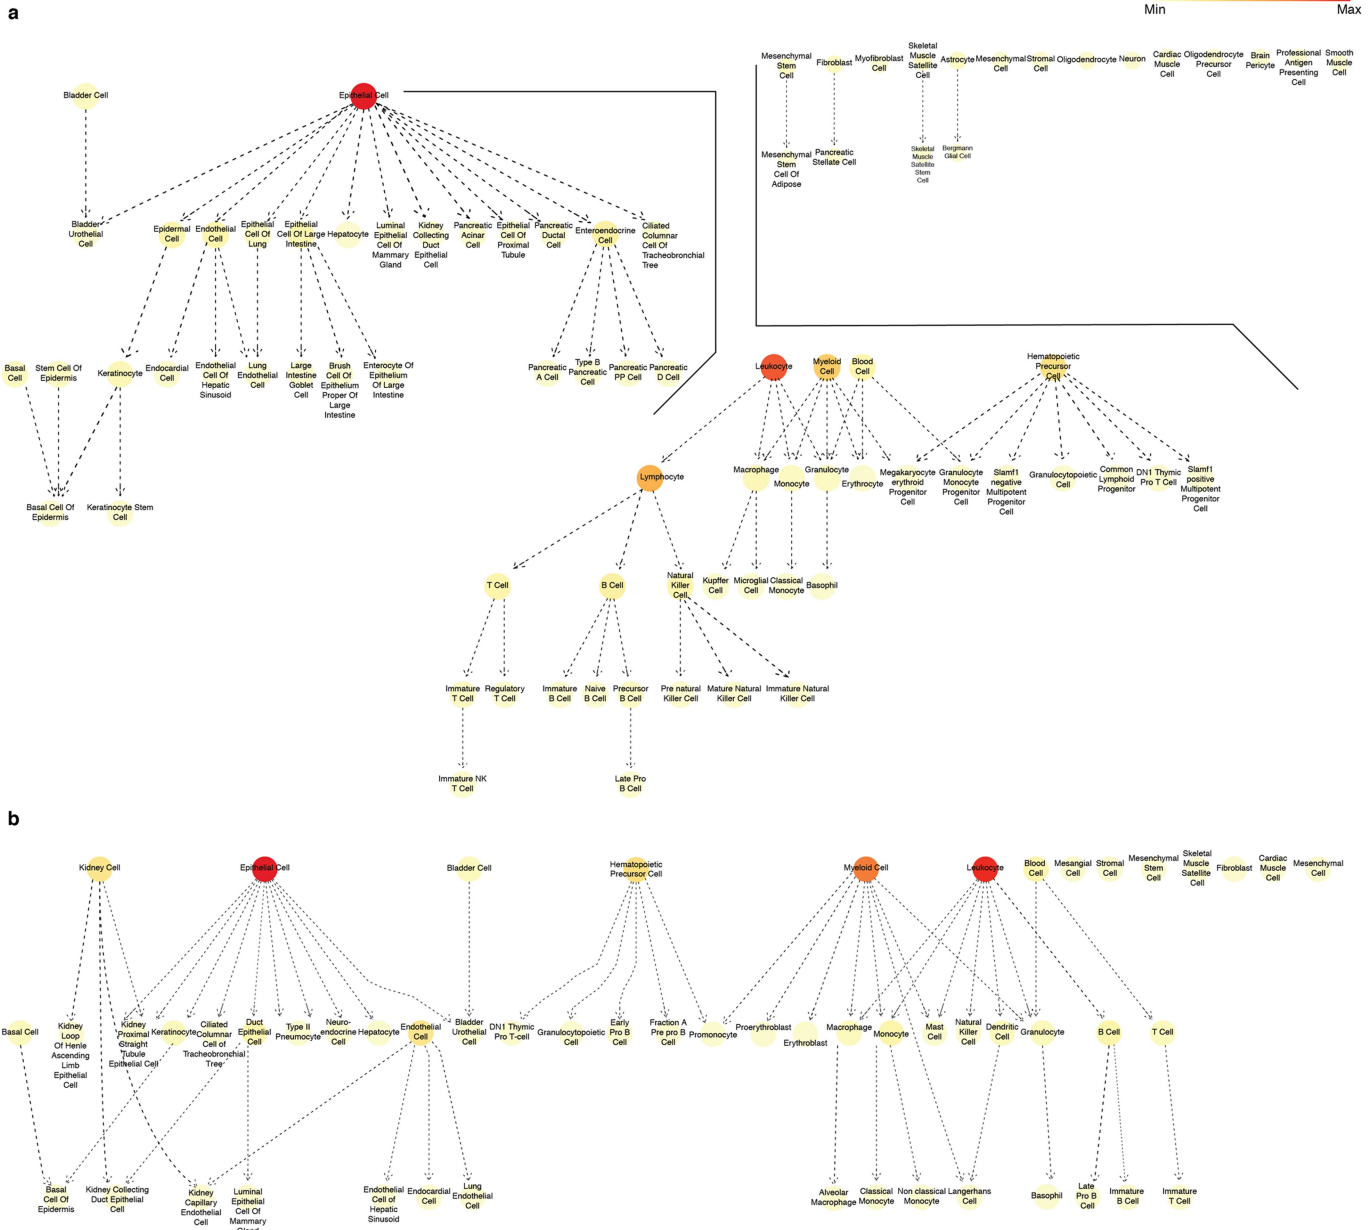 a
Min Max
Bladder Cell
Epithelial Cell
Mesenchymal
Stem
Cell
Fibroblast
Myofibroblast
Cell
Skeletal
Muscle
Satellite
Cell
Astrocyte
Mesenchymal
Cell
Stromal
Cell
Oligodendrocyte
Neuron
Cardiac
Muscle
Cell
Oligodendrocyte
Precursor
Cell
Brain
Pericyte
Professional
Antigen
Presenting
Cell
Smooth
Muscle
Cell
Mesenchymal
Stem
Cell Of
Adipose
Pancreatic
Stellate Cell
Skeletal
Muscle
Satellite
Stem
Cell
Bergmann
Glial Cell
Bladder
Urothelial
Cell
Epidermal
Cell
Endothelial
Cell
Epithelial
Cell Of
Lung
Epithelial
Cell Of Large
Intestine
Hepatocyte
Luminal
Epithelial
Cell Of
Mammary
Gland
Kidney
Collecting
Duct
Epithelial
Cell
Pancreatic
Acinar
Cell
Epithelial
Cell Of
Proximal
Tubule
Pancreatic
Ductal
Cell
Enteroendocrine
Cell
Ciliated
Columnar
Cell Of
Tracheobronchial
Tree
Basal
Cell
Stem Cell Of
Epidermis
Keratinocyte
Endocardial
Cell
Endothelial
Cell Of
Hepatic
Sinusoid
Lung
Endothelial
Cell
Large
Intestine
Goblet
Cell
Brush
Cell Of
Epithelium
Proper Of
Large
Intestine
Enterocyte Of
Epithelium
Of Large
Intestine
Pancreatic
A Cell
Type B
Pancreatic
Cell
Pancreatic
PP Cell
Pancreatic
D Cell
Leukocyte
Myeloid
Cell
Blood
Cell
Hematopoietic
Precursor
Cell
Basal Cell Of
Epidermis
Keratinocyte Stem
Cell
Lymphocyte
Macrophage
Monocyte
Granulocyte
Erythrocyte
Megakaryocyte
erythroid
Progenitor
Cell
Granulocyte
Monocyte
Progenitor
Cell
Slamf1
negative
Multipotent
Progenitor
Cell
Granulocytopoietic
Cell
Common
Lymphoid
Progenitor
DN1 Thymic
Pro T Cell
Slamf1
positive
Multipotent
Progenitor
Cell
T Cell
B Cell
Natural
Killer
Cell
Kupffer
Cell
Microglial
Cell
Classical
Monocyte
Basophil
Immature
T Cell
Regulatory
T Cell
Immature
B Cell
Naive
B Cell
Precursor
B Cell
Pre natural
Killer Cell
Mature Natural
Killer Cell
Immature Natural
Killer Cell
Immature NK
T Cell
Late Pro
B Cell
b
Kidney Cell
Epithelial Cell
Bladder Cell
Hematopoietic
Precursor Cell
Myeloid Cell
Leukocyte
Blood
Cell
Mesangial
Cell
Stromal
Cell
Mesenchymal
Stem
Cell
Skeletal
Muscle
Satellite
Cell
Fibroblast
Cardiac
Muscle
Cell
Mesenchymal
Cell
Basal Cell
Kidney
Loop
Of Henle
Ascending
Limb
Epithelial
Cell
Kidney
Proximal
Straight
Tubule
Epithelial Cell
Keratinocyte
Ciliated
Columnar
Cell of
Tracheobronchial
Tree
Duct
Epithelial
Cell
Type II
Pneumocyte
Neuro-
endocrine
Cell
Hepatocyte
Endothelial
Cell
Bladder
Urothelial
Cell
DN1 Thymic
Pro T-cell
Granulocytopoietic
Cell
Early
Pro B
Cell
Fraction A
Pre pro B
Cell
Promonocyte
Proerythroblast
Erythroblast
Macrophage
Monocyte
Mast
Cell
Natural
Killer
Cell
Dendritic
Cell
Granulocyte
B Cell
T Cell
Basal
Cell Of
Epidermis
Kidney Collecting
Duct Epithelial
Cell
Kidney
Capillary
Endothelial
Cell
Luminal
Epithelial
Cell Of
Mammary
Gland
Endothelial
Cell of
Hepatic
Sinusoid
Endocardial
Cell
Lung
Endothelial
Cell
Alveolar
Macrophage
Classical
Monocyte
Non classical
Monocyte
Langerhans
Cell
Basophil
Late
Pro B
Cell
Immature
B Cell
Immature
T Cell